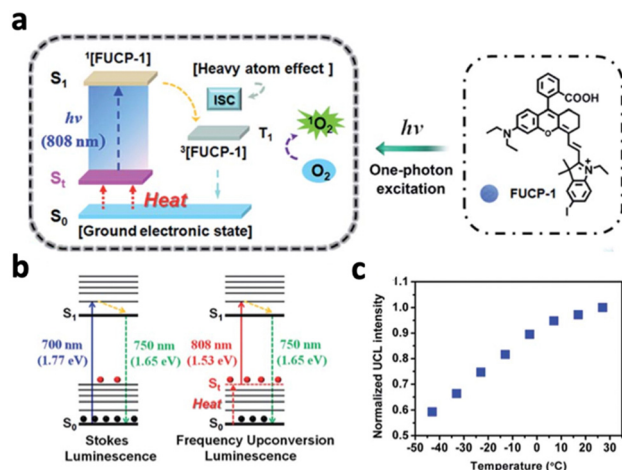 a
S1
¹[FUCP-1]
[Heavy atom effect ]
hv
(808 nm)
ISC
T1
³[FUCP-1]
¹O2
O2
St
Heat
S0
[Ground electronic state]
hv
One-photon
excitation
COOH
N
O
N+
I
FUCP-1
b
S1
700 nm
(1.77 eV)
750 nm
(1.65 eV)
S0
Stokes
Luminescence
S1
808 nm
(1.53 eV)
750 nm
(1.65 eV)
St
Heat
S0
Frequency Upconversion
Luminescence
c
Normalized UCL intensity
1.1
1.0
0.9
0.8
0.7
0.6
0.5
-50 -40 -30 -20 -10 0 10 20 30
Temperature (°C)